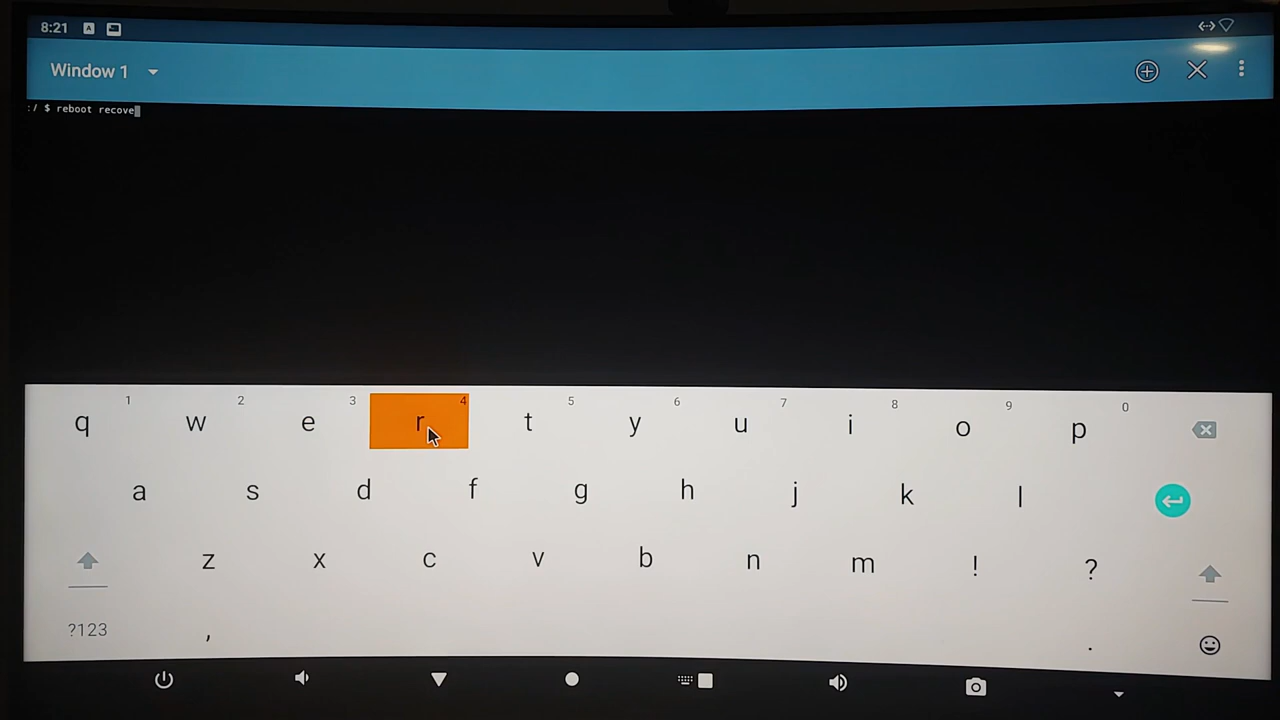 8:21 A
Window 1
:/ $ reboot recove
1 2 3 4 5 6 7 8 9 0
q w e r t y u i o p
a s d f g h j k l
z x c v b n m ! ?
?123 , .